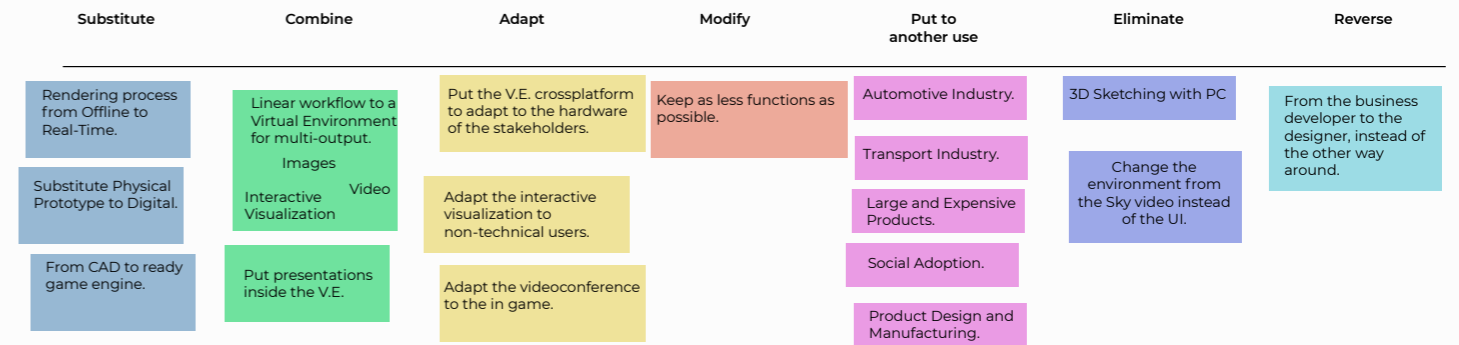 Substitute
Combine
Adapt
Modify
Put to
another use
Eliminate
Reverse
Rendering process
from Offline to
Real-Time.
Substitute Physical
Prototype to Digital.
From CAD to ready
game engine.
Linear workflow to a
Virtual Environment
for multi-output.
Images
Video
Interactive
Visualization
Put presentations
inside the V.E.
Put the V.E. crossplatform
to adapt to the hardware
of the stakeholders.
Adapt the interactive
visualization to
non-technical users.
Adapt the videoconference
to the in game.
Keep as less functions as
possible.
Automotive Industry.
Transport Industry.
Large and Expensive
Products.
Social Adoption.
Product Design and
Manufacturing.
3D Sketching with PC
Change the
environment from
the Sky video instead
of the UI.
From the business
developer to the
designer, instead of
the other way
around.